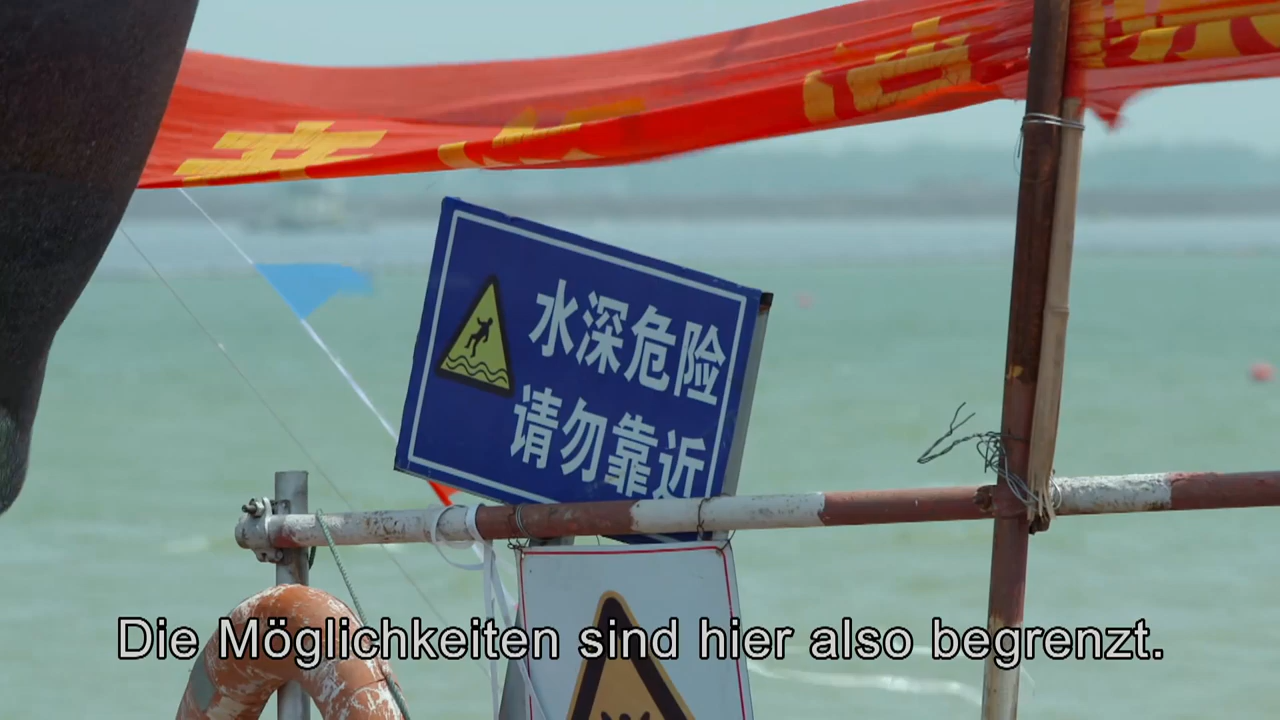 水深危险
请勿靠近
Die Möglichkeiten sind hier also begrenzt.